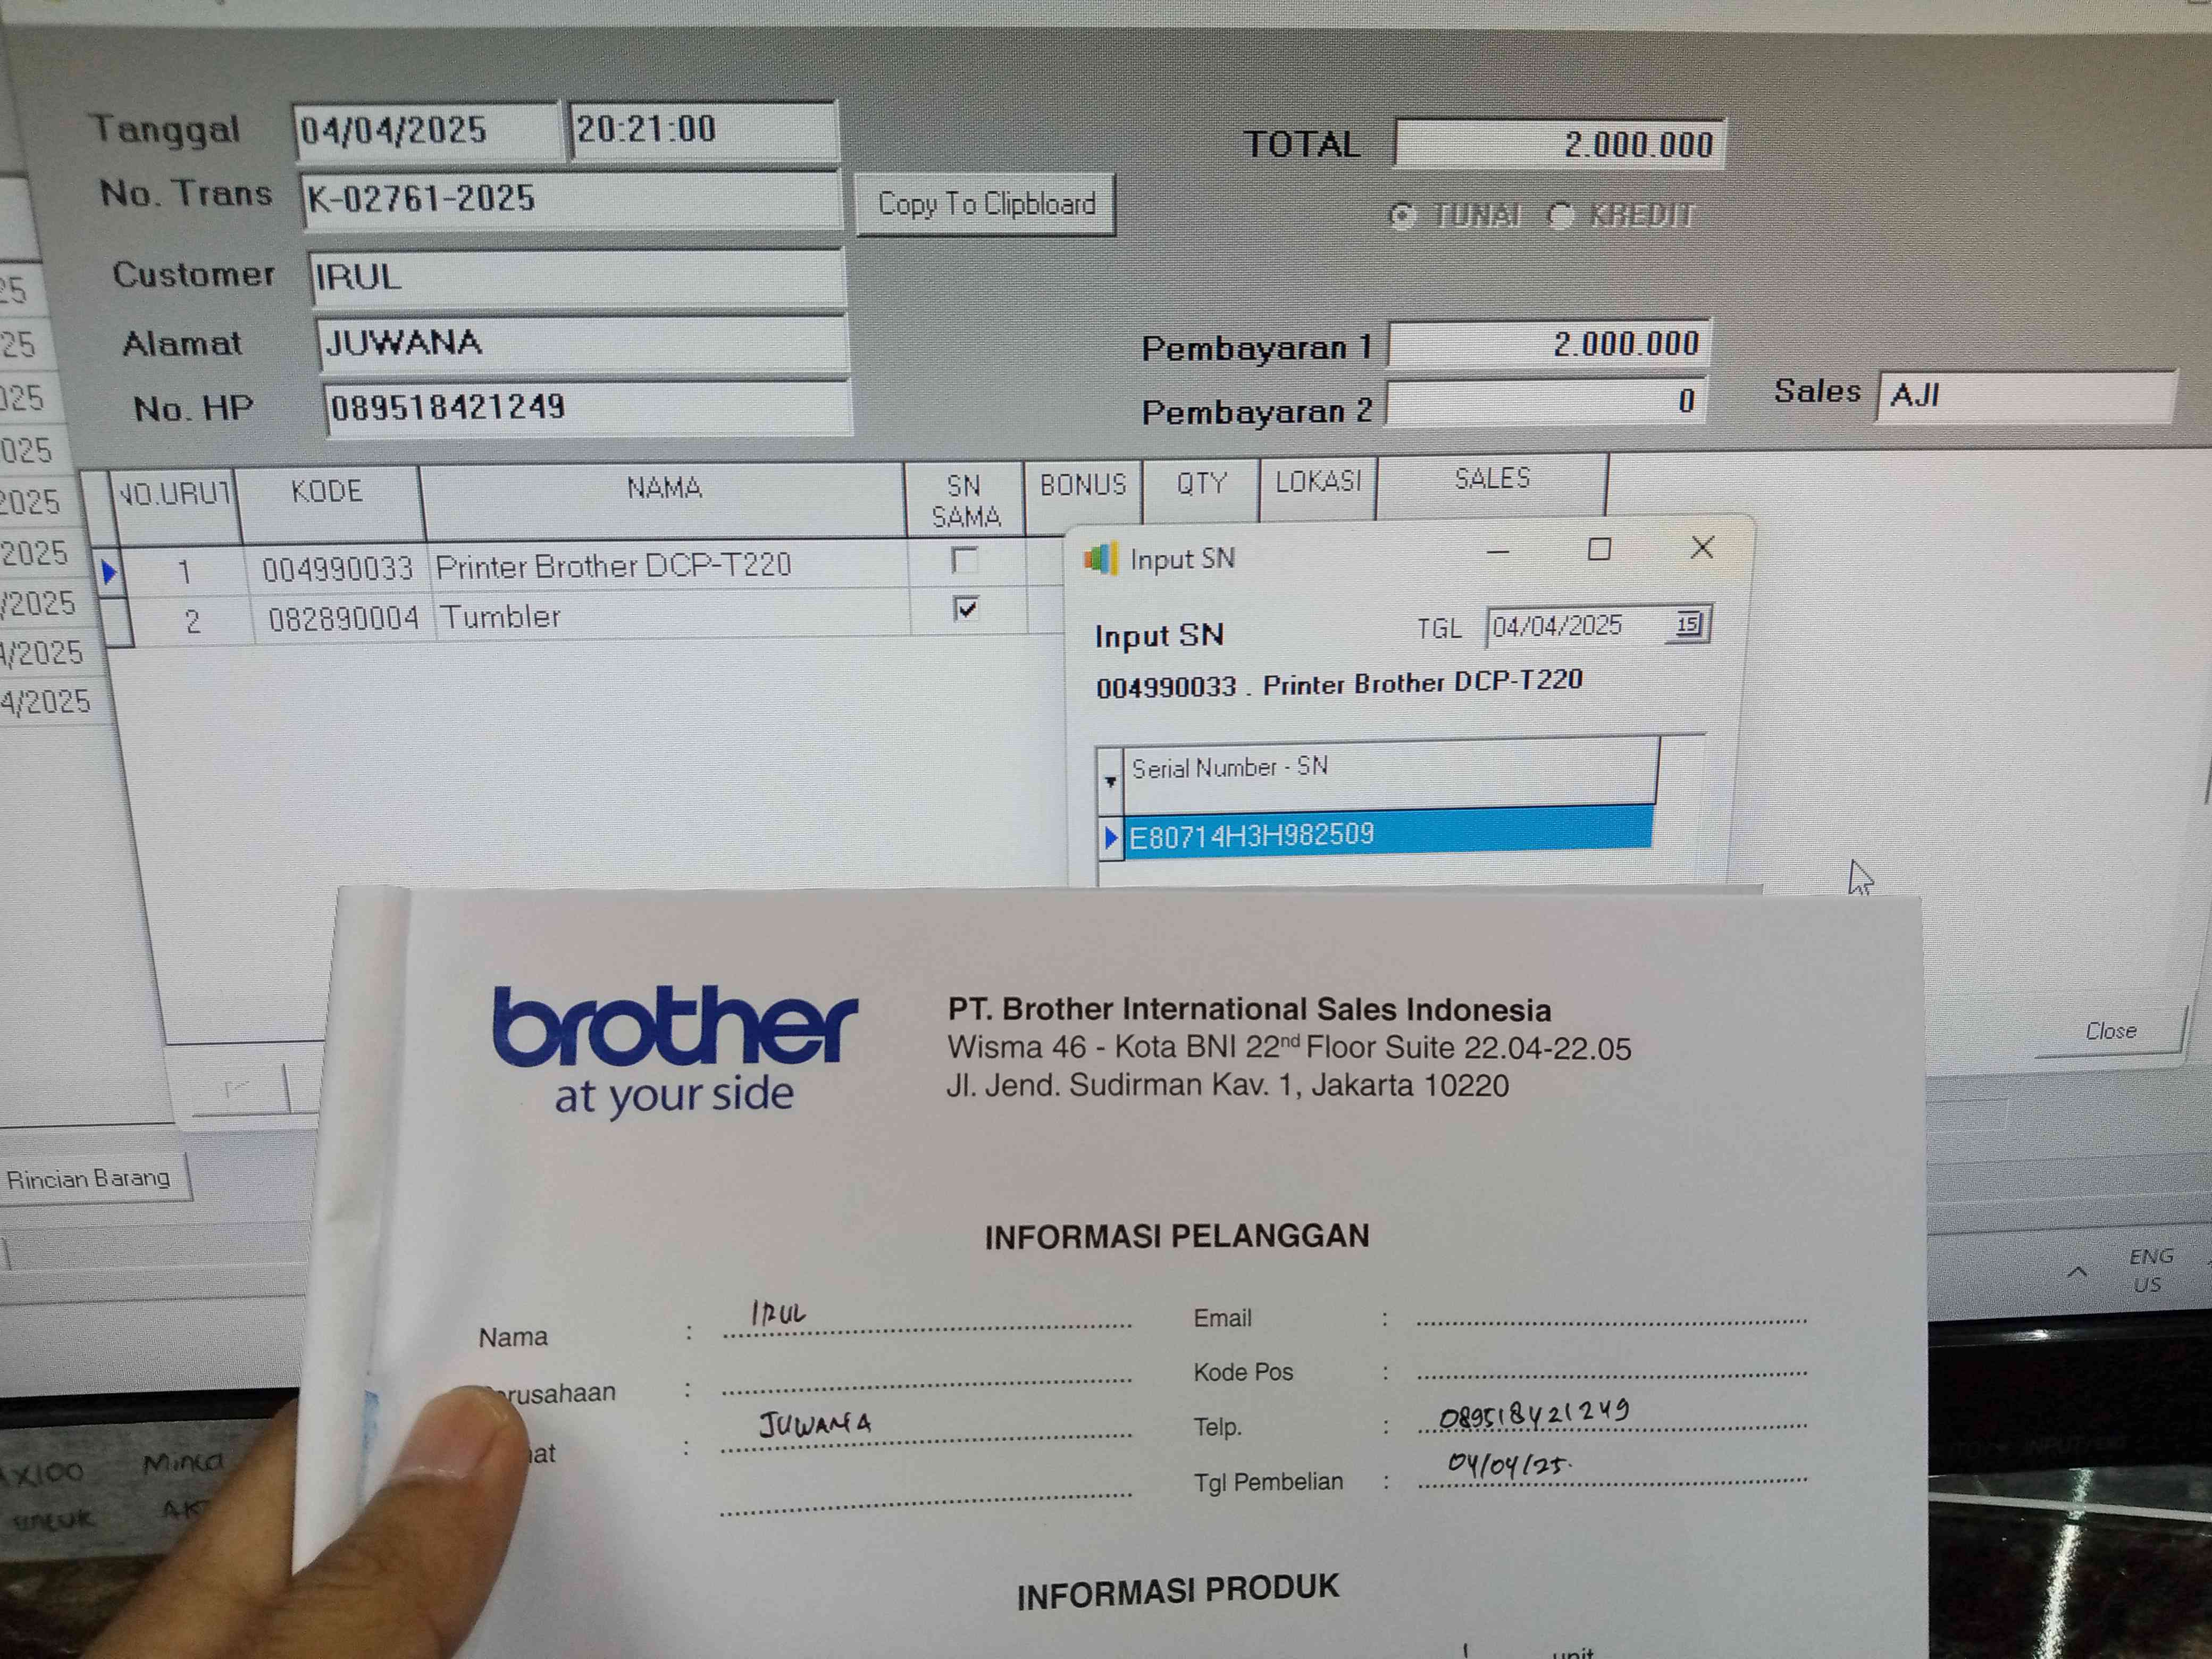 Tanggal 04/04/2025 20:21:00
No. Trans K-02761-2025 Copy To Clipbloard
Customer IRUL
Alamat JUWANA
No. HP 089518421249
TOTAL 2.000.000
TUNAI KREDIT
Pembayaran 1 2.000.000
Pembayaran 2 0
Sales AJI
NO.URUT KODE NAMA SN SAMA BONUS QTY LOKASI SALES
1 004990033 Printer Brother DCP-T220
2 082890004 Tumbler
Input SN
Input SN TGL 04/04/2025 15
004990033 . Printer Brother DCP-T220
Serial Number - SN
E80714H3H982509
Close
Rincian Barang
ENG
US
brother
at your side
PT. Brother International Sales Indonesia
Wisma 46 - Kota BNI 22nd Floor Suite 22.04-22.05
Jl. Jend. Sudirman Kav. 1, Jakarta 10220
INFORMASI PELANGGAN
Nama : IRUL
erusahaan :
at : JUWANA
Email :
Kode Pos :
Telp. : 089518421249
Tgl Pembelian : 04/04/25.
INFORMASI PRODUK
1 unit